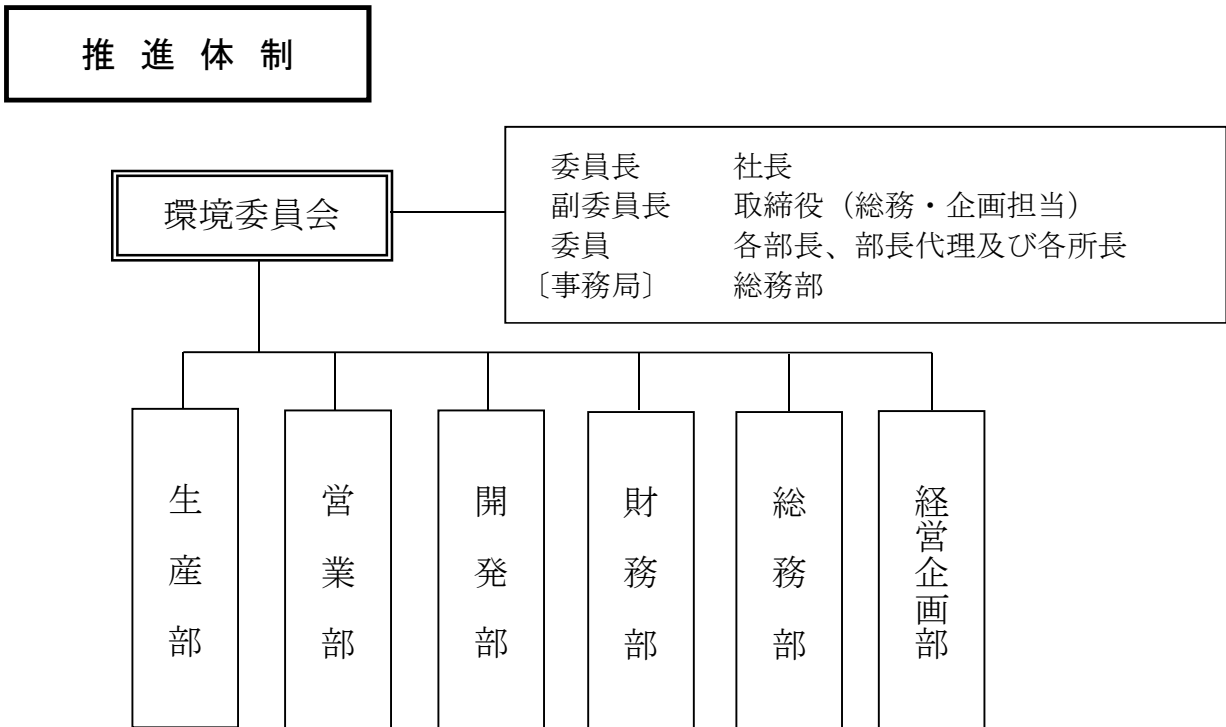 推進体制
環境委員会
委員長 社長
副委員長 取締役（総務・企画担当）
委員 各部長、部長代理及び各所長
〔事務局〕 総務部
生産部
営業部
開発部
財務部
総務部
経営企画部